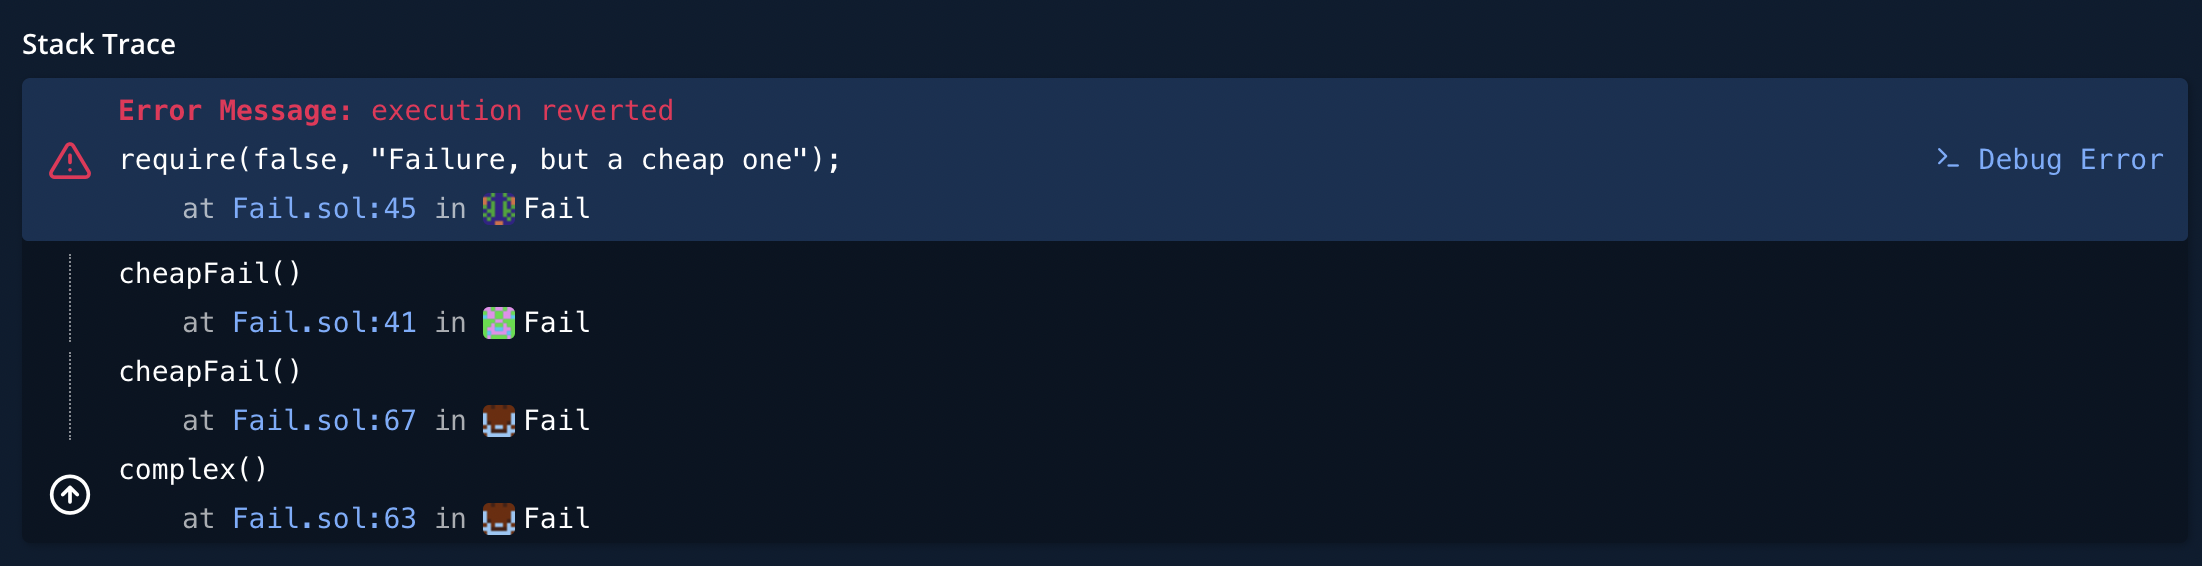 Stack Trace
Error Message: execution reverted
require(false, "Failure, but a cheap one");
>_ Debug Error
at Fail.sol:45 in Fail
cheapFail()
at Fail.sol:41 in Fail
cheapFail()
at Fail.sol:67 in Fail
complex()
at Fail.sol:63 in Fail